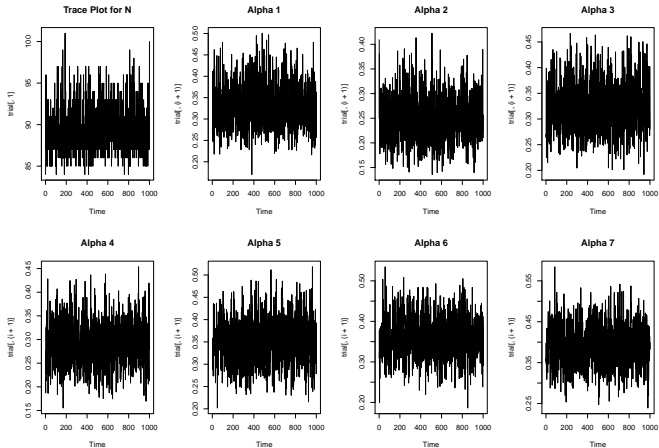 Trace Plot for N
Alpha 1
Alpha 2
Alpha 3
trial[, 1]
85 90 95 100
0 200 400 600 800 1000
Time
trial[, (i + 1)]
0.20 0.25 0.30 0.35 0.40 0.45 0.50
0 200 400 600 800 1000
Time
trial[, (i + 1)]
0.15 0.20 0.25 0.30 0.35 0.40
0 200 400 600 800 1000
Time
trial[, (i + 1)]
0.20 0.25 0.30 0.35 0.40 0.45
0 200 400 600 800 1000
Time
Alpha 4
Alpha 5
Alpha 6
Alpha 7
trial[, (i + 1)]
0.15 0.20 0.25 0.30 0.35 0.40 0.45
0 200 400 600 800 1000
Time
trial[, (i + 1)]
0.20 0.25 0.30 0.35 0.40 0.45 0.50
0 200 400 600 800 1000
Time
trial[, (i + 1)]
0.20 0.30 0.40 0.50
0 200 400 600 800 1000
Time
trial[, (i + 1)]
0.25 0.35 0.45 0.55
0 200 400 600 800 1000
Time